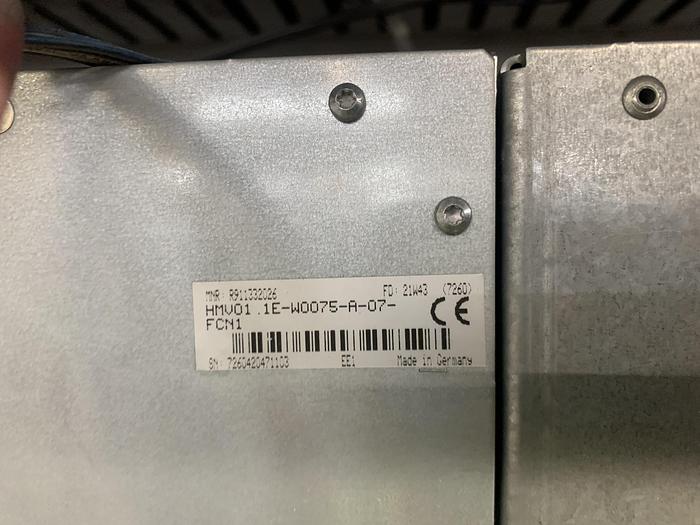 MNR: R911332026 FD: 21W43 (7260)
HMV01.1E-W0075-A-07-
FCN1
CE
SN: 7260420471103 EE1 Made in Germany